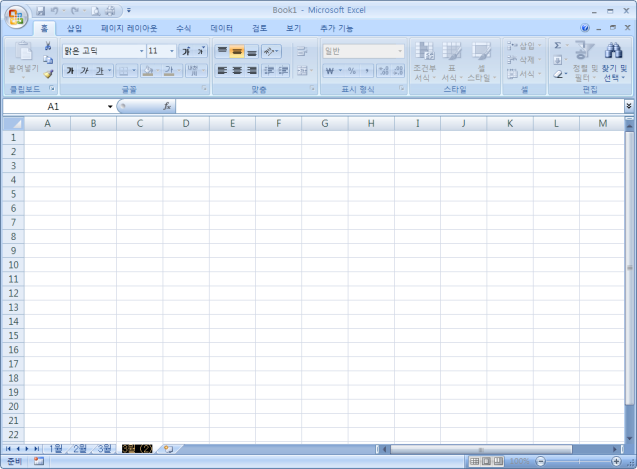 Book1 - Microsoft Excel
홈 삽입 페이지 레이아웃 수식 데이터 검토 보기 추가 기능
붙여넣기
맑은 고딕 11 가 가
가 가 가 가
일반
% ,
조건부 서식
표 서식
셀 스타일
삽입
삭제
서식
Σ
정렬 및 필터
찾기 및 선택
클립보드 글꼴 맞춤 표시 형식 스타일 셀 편집
A1 fx
A B C D E F G H I J K L M
1
2
3
4
5
6
7
8
9
10
11
12
13
14
15
16
17
18
19
20
21
22
1월 2월 3월 3월 (2)
준비 100%